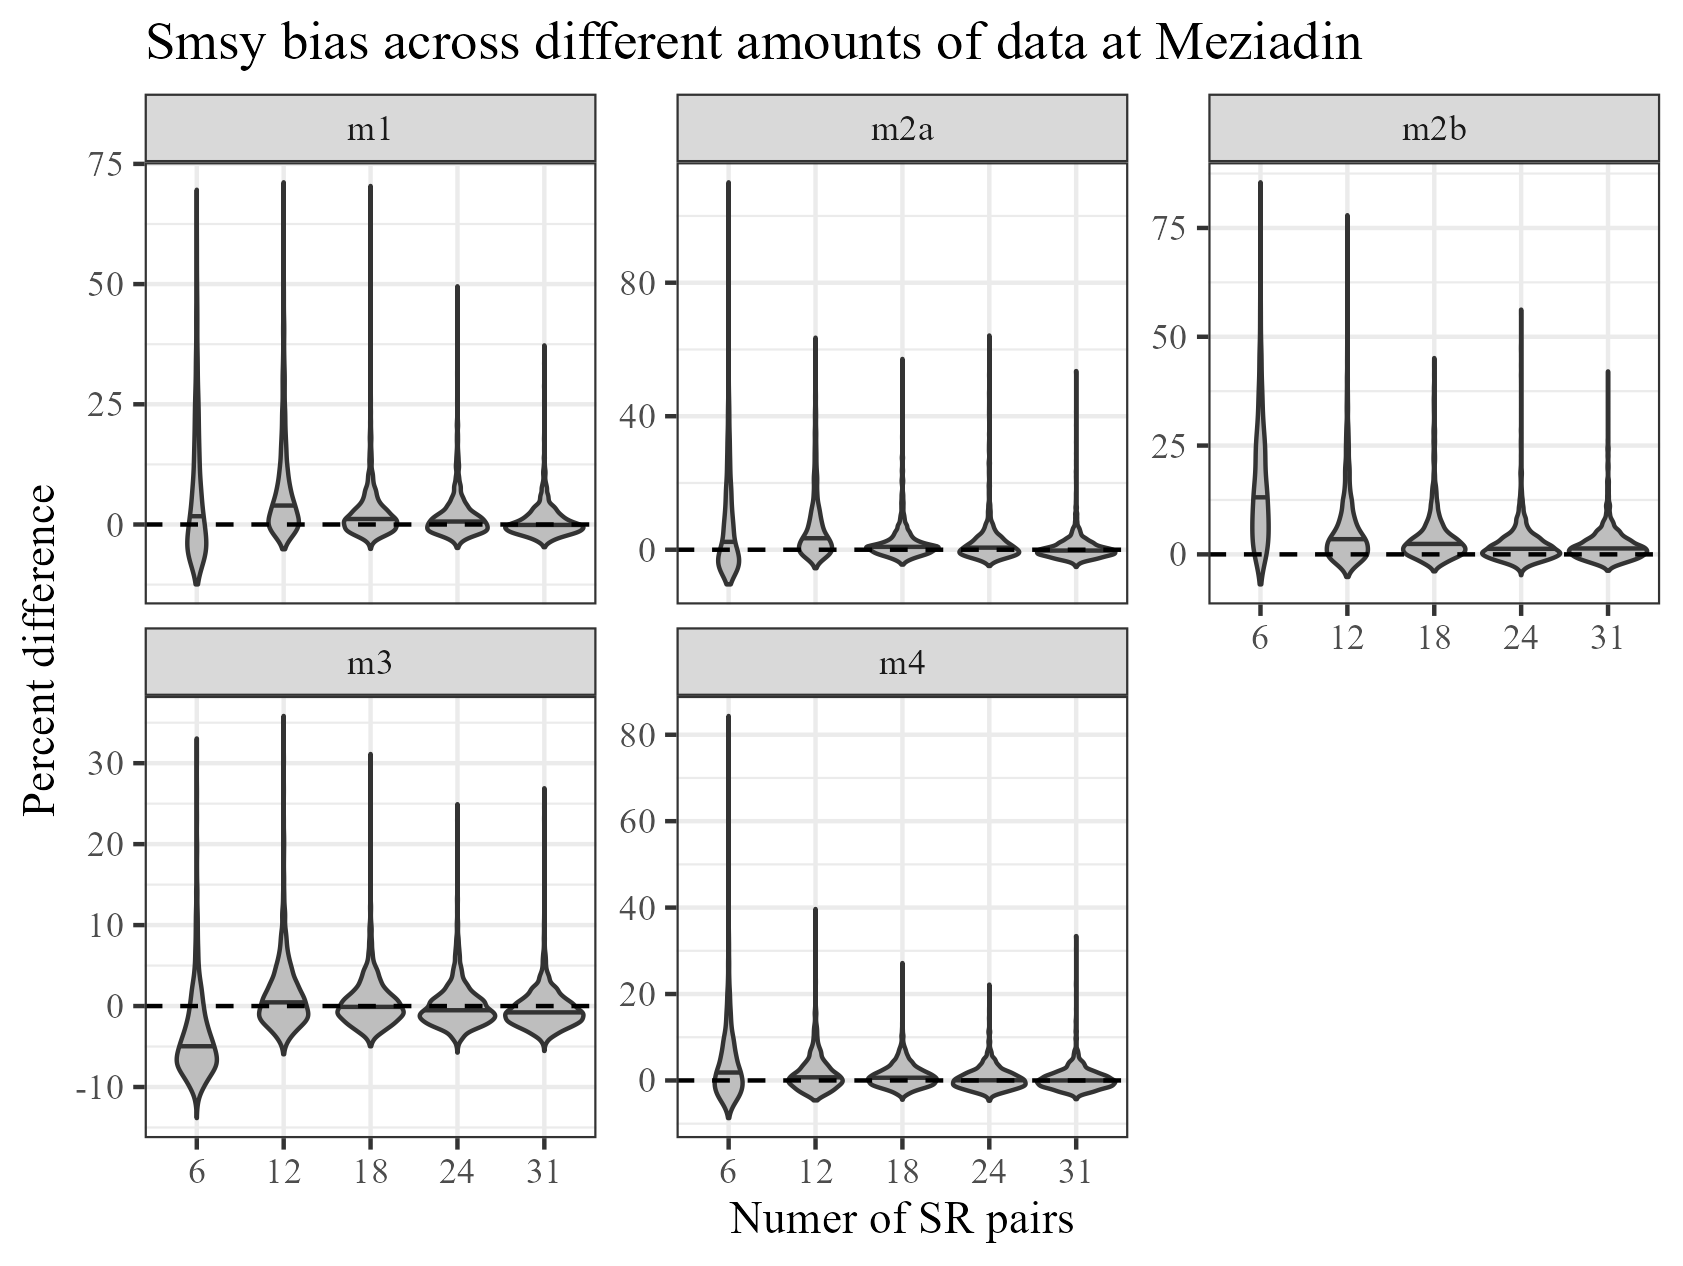 Smsy bias across different amounts of data at Meziadin
m1
m2a
m2b
75
50
25
0
80
40
0
75
50
25
0
6 12 18 24 31
Percent difference
m3
m4
30
20
10
0
-10
80
60
40
20
0
6 12 18 24 31
6 12 18 24 31
Numer of SR pairs